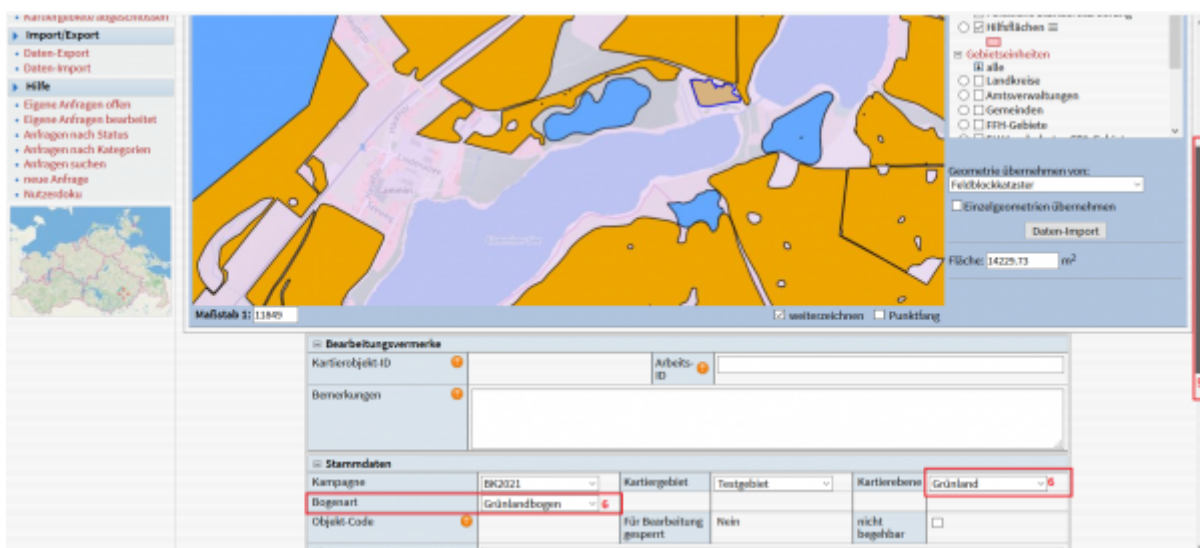 Kartiergebiete abgeschlossen
Import/Export
Daten-Export
Daten-Import
Hilfe
Eigene Anfragen offen
Eigene Anfragen bearbeitet
Anfragen nach Status
Anfragen nach Kategorien
Anfragen suchen
neue Anfrage
Nutzerdoku
Hilfsflächen
Gebietseinheiten
alle
Landkreise
Amtsverwaltungen
Gemeinden
FFH-Gebiete
Geometrie übernehmen von:
Feldblockkataster
Einzelgeometrien übernehmen
Daten-Import
Fläche: 14229.73 m²
Maßstab 1: 11849
weiterzeichnen Punktfang
Bearbeitungsvermerke
Kartierobjekt-ID Arbeits-
ID
Bemerkungen
Stammdaten
Kampagne BK2021 Kartiergebiet Testgebiet Kartierebene Grünland 6
Bogenart Grünlandbogen 6
Objekt-Code Für Bearbeitung Nein nicht
gesperrt begehbar